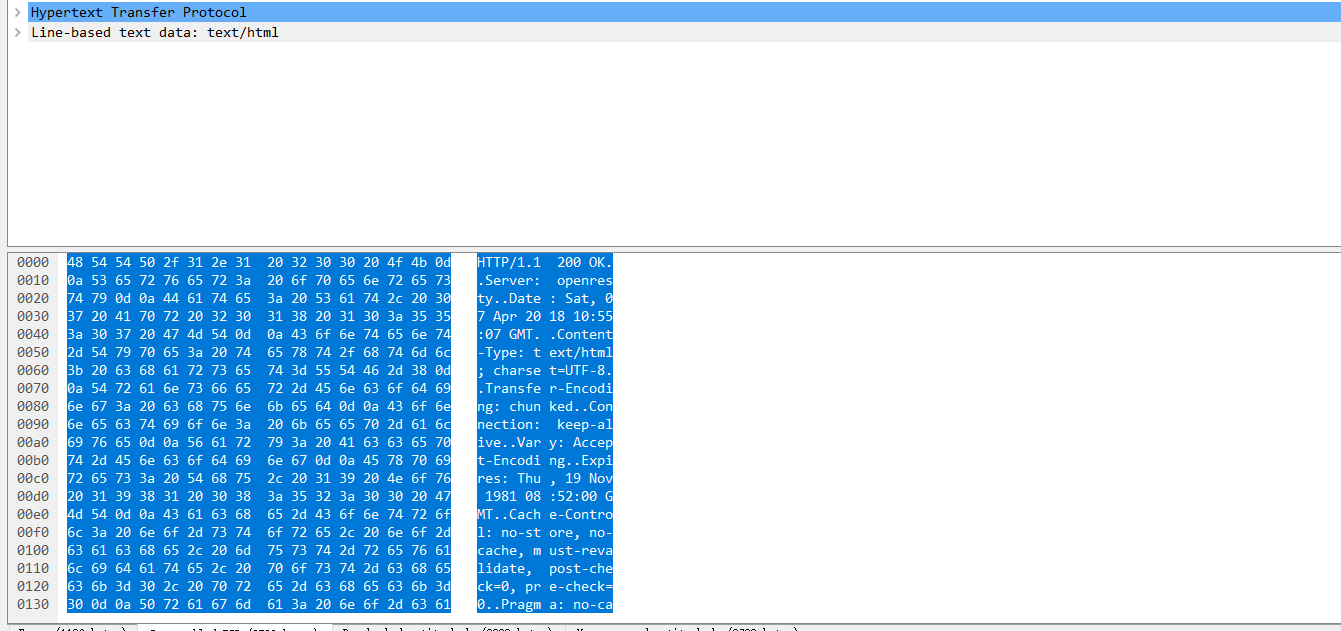 Hypertext Transfer Protocol
Line-based text data: text/html
0000 48 54 54 50 2f 31 2e 31 20 32 30 30 20 4f 4b 0d HTTP/1.1 200 OK.
0010 0a 53 65 72 76 65 72 3a 20 6f 70 65 6e 72 65 73 .Server: openres
0020 74 79 0d 0a 44 61 74 65 3a 20 53 61 74 2c 20 30 ty..Date : Sat, 0
0030 37 20 41 70 72 20 32 30 31 38 20 31 30 3a 35 35 7 Apr 20 18 10:55
0040 3a 30 37 20 47 4d 54 0d 0a 43 6f 6e 74 65 6e 74 :07 GMT. .Content
0050 2d 54 79 70 65 3a 20 74 65 78 74 2f 68 74 6d 6c -Type: t ext/html
0060 3b 20 63 68 61 72 73 65 74 3d 55 54 46 2d 38 0d ; charse t=UTF-8.
0070 0a 54 72 61 6e 73 66 65 72 2d 45 6e 63 6f 64 69 .Transfe r-Encodi
0080 6e 67 3a 20 63 68 75 6e 6b 65 64 0d 0a 43 6f 6e ng: chun ked..Con
0090 6e 65 63 74 69 6f 6e 3a 20 6b 65 65 70 2d 61 6c nection: keep-al
00a0 69 76 65 0d 0a 56 61 72 79 3a 20 41 63 63 65 70 ive..Var y: Accep
00b0 74 2d 45 6e 63 6f 64 69 6e 67 0d 0a 45 78 70 69 t-Encodi ng..Expi
00c0 72 65 73 3a 20 54 68 75 2c 20 31 39 20 4e 6f 76 res: Thu , 19 Nov
00d0 20 31 39 38 31 20 30 38 3a 35 32 3a 30 30 20 47 1981 08 :52:00 G
00e0 4d 54 0d 0a 43 61 63 68 65 2d 43 6f 6e 74 72 6f MT..Cach e-Contro
00f0 6c 3a 20 6e 6f 2d 73 74 6f 72 65 2c 20 6e 6f 2d l: no-st ore, no-
0100 63 61 63 68 65 2c 20 6d 75 73 74 2d 72 65 76 61 cache, m ust-reva
0110 6c 69 64 61 74 65 2c 20 70 6f 73 74 2d 63 68 65 lidate, post-che
0120 63 6b 3d 30 2c 20 70 72 65 2d 63 68 65 63 6b 3d ck=0, pr e-check=
0130 30 0d 0a 50 72 61 67 6d 61 3a 20 6e 6f 2d 63 61 0..Pragm a: no-ca